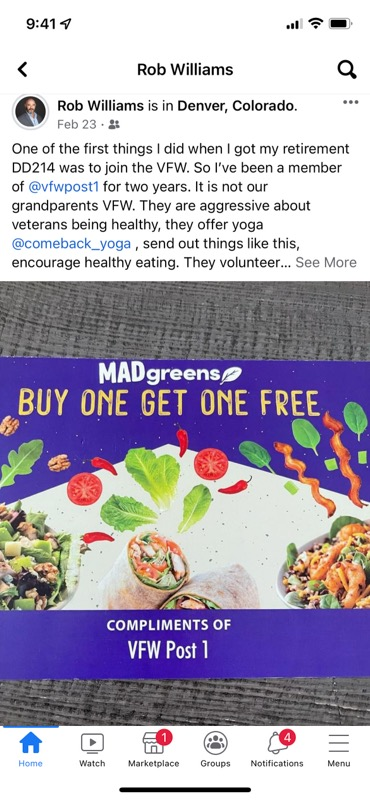 9:41
Rob Williams
Rob Williams is in Denver, Colorado.
Feb 23 ·
One of the first things I did when I got my retirement
DD214 was to join the VFW. So I've been a member
of @vfwpost1 for two years. It is not our
grandparents VFW. They are aggressive about
veterans being healthy, they offer yoga
@comeback_yoga , send out things like this,
encourage healthy eating. They volunteer... See More
MADgreens
BUY ONE GET ONE FREE
COMPLIMENTS OF
VFW Post 1
1
4
Home
Watch
Marketplace
Groups
Notifications
Menu